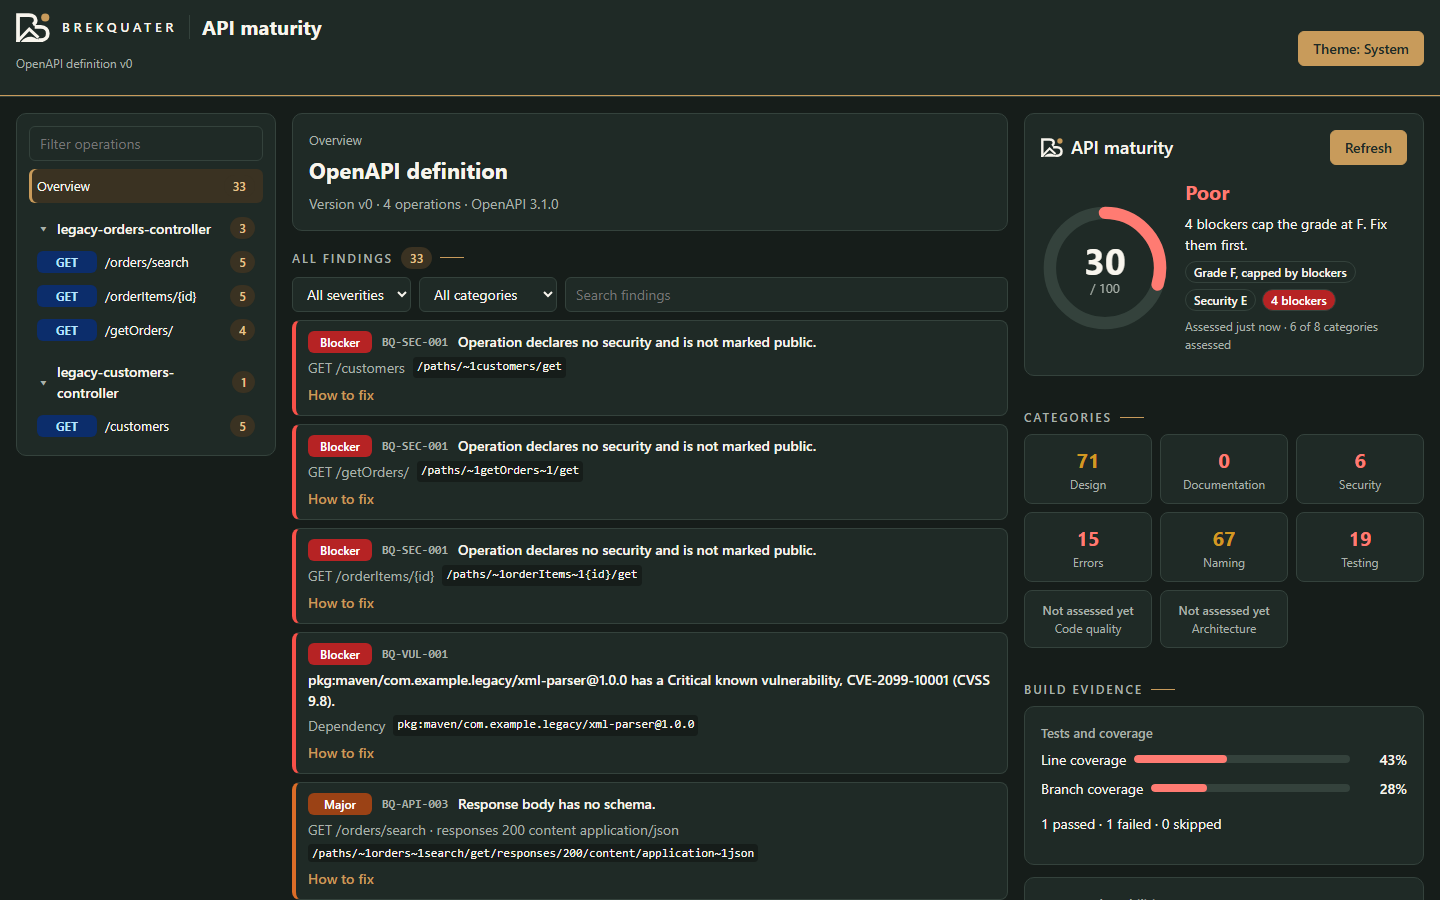 BREKQUATER
API maturity
OpenAPI definition v0
Theme: System
Filter operations
Overview 33
legacy-orders-controller 3
GET /orders/search 5
GET /orderItems/{id} 5
GET /getOrders/ 4
legacy-customers-
controller 1
GET /customers 5
Overview
OpenAPI definition
Version v0 · 4 operations · OpenAPI 3.1.0
ALL FINDINGS 33
All severities All categories Search findings
Blocker BQ-SEC-001 Operation declares no security and is not marked public.
GET /customers /paths/~1customers/get
How to fix
Blocker BQ-SEC-001 Operation declares no security and is not marked public.
GET /getOrders/ /paths/~1getOrders~1/get
How to fix
Blocker BQ-SEC-001 Operation declares no security and is not marked public.
GET /orderItems/{id} /paths/~1orderItems~1{id}/get
How to fix
Blocker BQ-VUL-001
pkg:maven/com.example.legacy/xml-parser@1.0.0 has a Critical known vulnerability, CVE-2099-10001 (CVSS
9.8).
Dependency pkg:maven/com.example.legacy/xml-parser@1.0.0
How to fix
Major BQ-API-003 Response body has no schema.
GET /orders/search · responses 200 content application/json
/paths/~1orders~1search/get/responses/200/content/application~1json
How to fix
API maturity
Refresh
30
/ 100
Poor
4 blockers cap the grade at F. Fix
them first.
Grade F, capped by blockers
Security E 4 blockers
Assessed just now · 6 of 8 categories
assessed
CATEGORIES
71
Design
0
Documentation
6
Security
15
Errors
67
Naming
19
Testing
Not assessed yet
Code quality
Not assessed yet
Architecture
BUILD EVIDENCE
Tests and coverage
Line coverage 43%
Branch coverage 28%
1 passed · 1 failed · 0 skipped